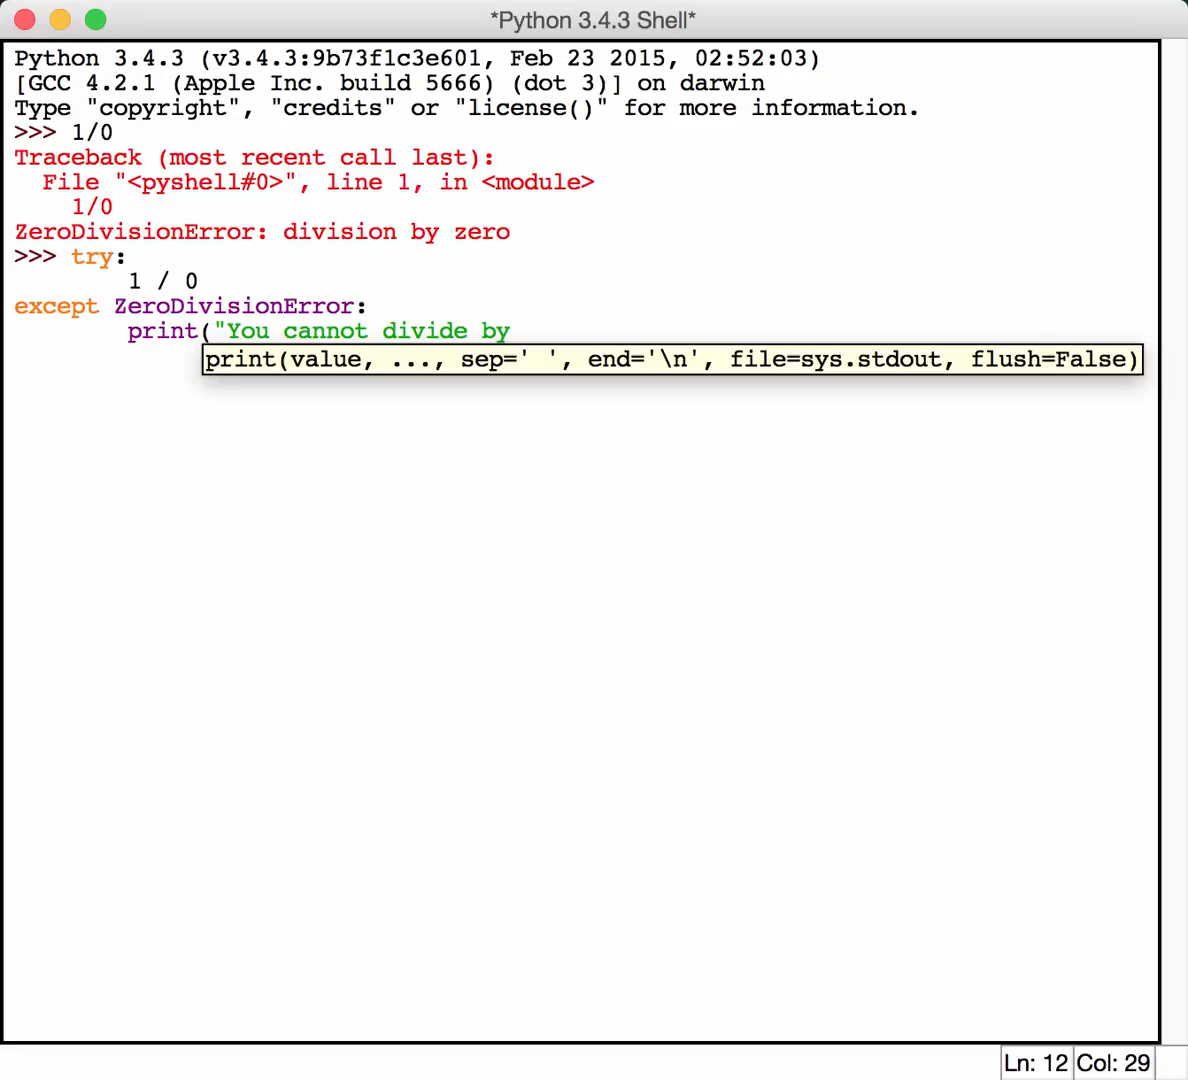 *Python 3.4.3 Shell*
Python 3.4.3 (v3.4.3:9b73f1c3e601, Feb 23 2015, 02:52:03)
[GCC 4.2.1 (Apple Inc. build 5666) (dot 3)] on darwin
Type "copyright", "credits" or "license()" for more information.
>>> 1/0
Traceback (most recent call last):
  File "<pyshell#0>", line 1, in <module>
    1/0
ZeroDivisionError: division by zero
>>> try:
        1 / 0
except ZeroDivisionError:
        print("You cannot divide by
print(value, ..., sep=' ', end='\n', file=sys.stdout, flush=False)
Ln: 12 Col: 29